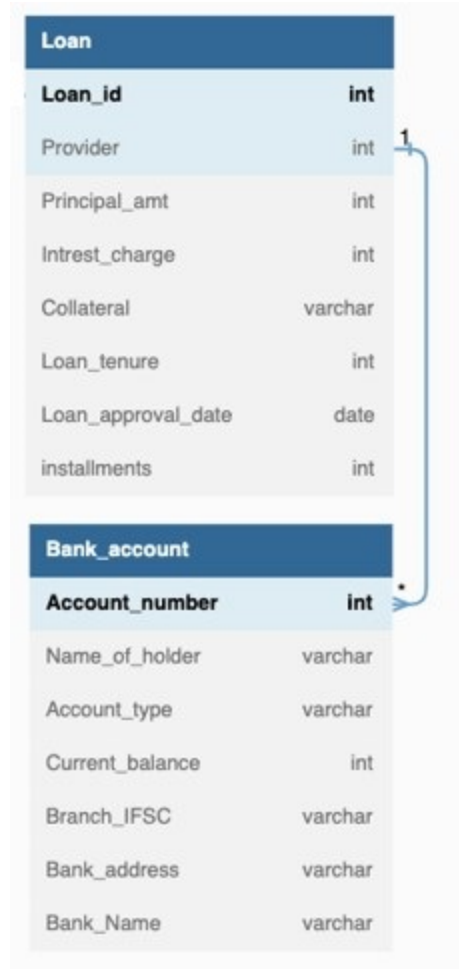 Loan
Loan_id int
Provider int
1
Principal_amt int
Intrest_charge int
Collateral varchar
Loan_tenure int
Loan_approval_date date
installments int
Bank_account
*
Account_number int
Name_of_holder varchar
Account_type varchar
Current_balance int
Branch_IFSC varchar
Bank_address varchar
Bank_Name varchar